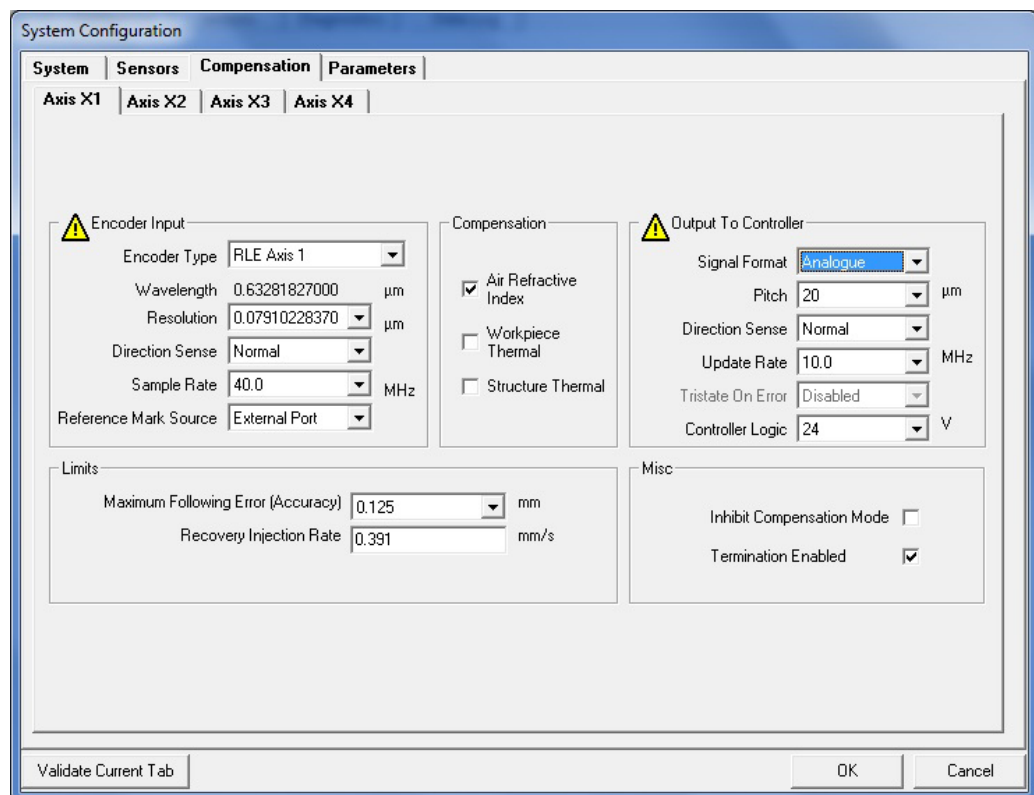 System Configuration
System Sensors Compensation Parameters
Axis X1 Axis X2 Axis X3 Axis X4
Encoder Input
Encoder Type RLE Axis 1
Wavelength 0.63281827000 µm
Resolution 0.07910228370 µm
Direction Sense Normal
Sample Rate 40.0 MHz
Reference Mark Source External Port
Compensation
Air Refractive
Index
Workpiece
Thermal
Structure Thermal
Output To Controller
Signal Format Analogue
Pitch 20 µm
Direction Sense Normal
Update Rate 10.0 MHz
Tristate On Error Disabled
Controller Logic 24 V
Limits
Maximum Following Error (Accuracy) 0.125 mm
Recovery Injection Rate 0.391 mm/s
Misc
Inhibit Compensation Mode
Termination Enabled
Validate Current Tab OK Cancel